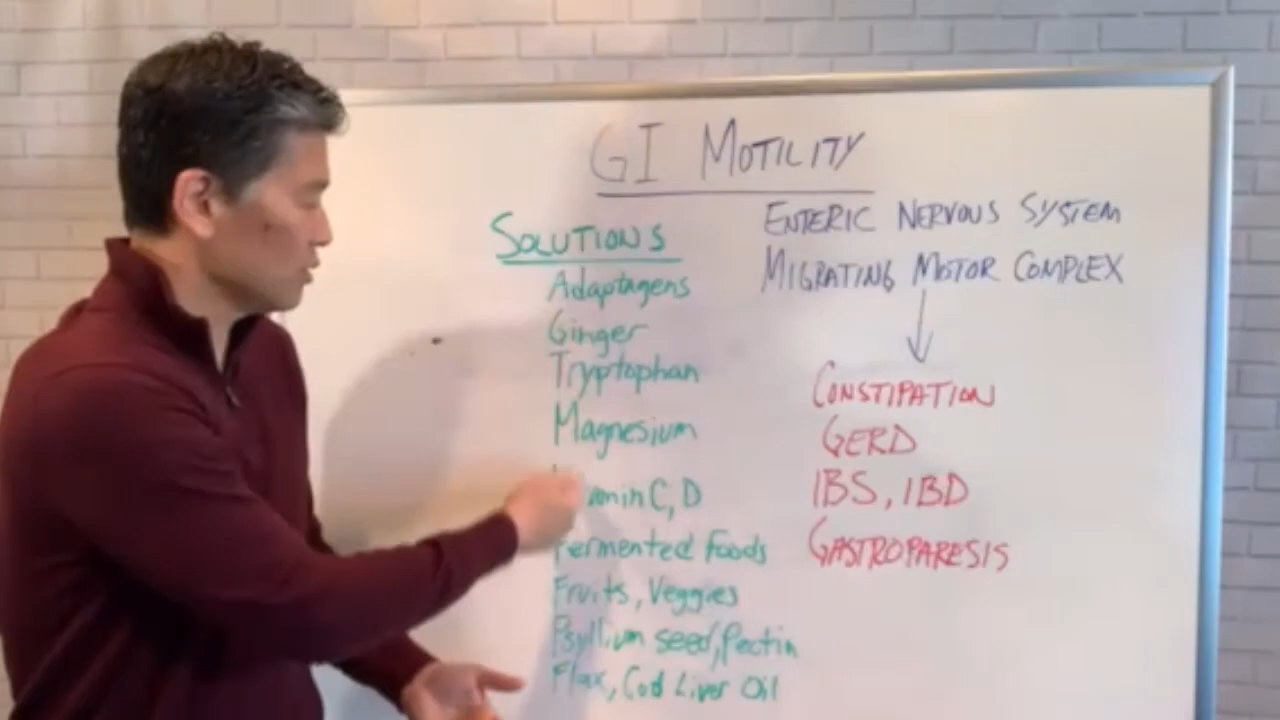 GI MOTILITY
SOLUTIONS
Adaptagens
Ginger
Tryptophan
Magnesium
C, D
Fermented Foods
Fruits, Veggies
Psyllium seed, Pectin
Flax, Cod Liver Oil
ENTERIC NERVOUS SYSTEM
MIGRATING MOTOR COMPLEX
CONSTIPATION
GERD
IBS, IBD
GASTROPARESIS